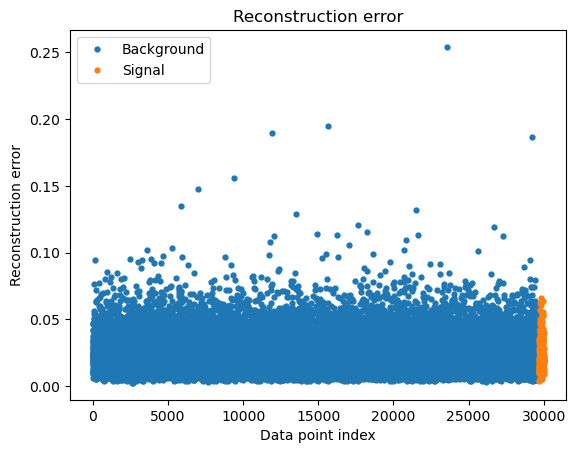 Reconstruction error
Background
Signal
Reconstruction error
0.25
0.20
0.15
0.10
0.05
0.00
0
5000
10000
15000
20000
25000
30000
Data point index